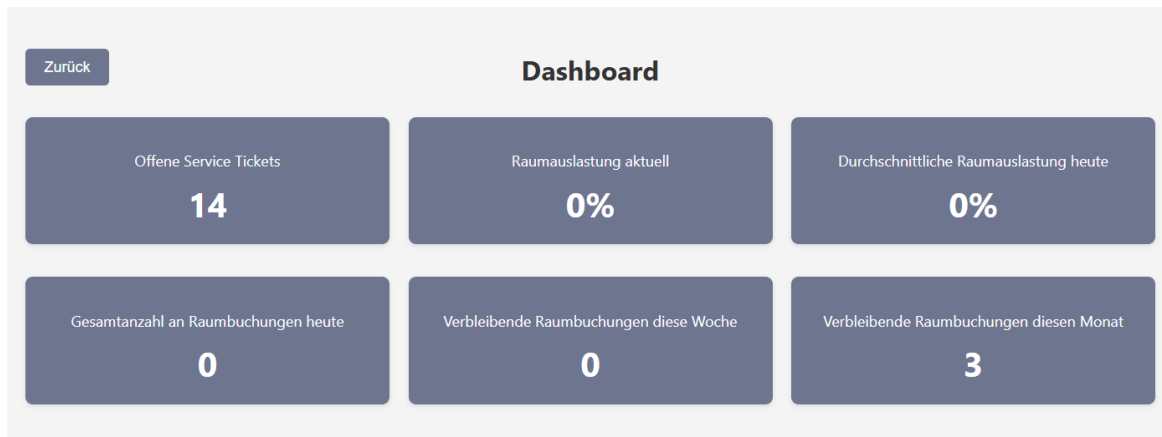 Zurück
Dashboard
Offene Service Tickets
14
Raumauslastung aktuell
0%
Durchschnittliche Raumauslastung heute
0%
Gesamtanzahl an Raumbuchungen heute
0
Verbleibende Raumbuchungen diese Woche
0
Verbleibende Raumbuchungen diesen Monat
3